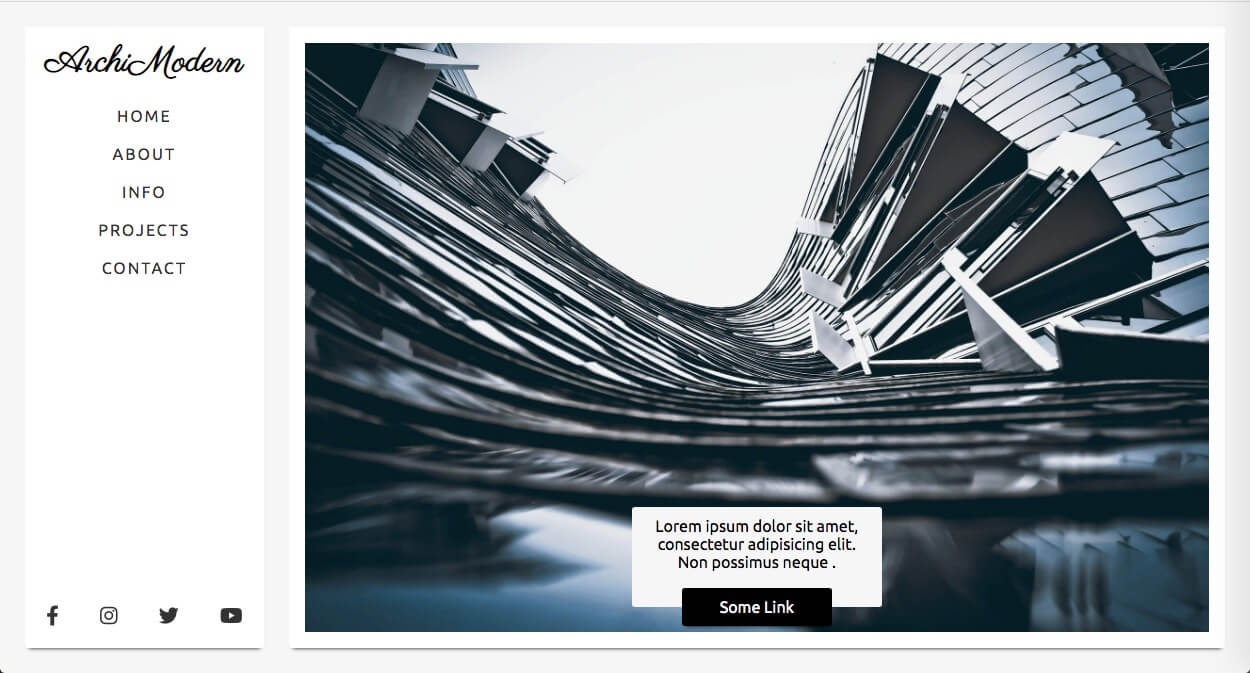 ArchiModern
HOME
ABOUT
INFO
PROJECTS
CONTACT
Lorem ipsum dolor sit amet,
consectetur adipisicing elit.
Non possimus neque .
Some Link